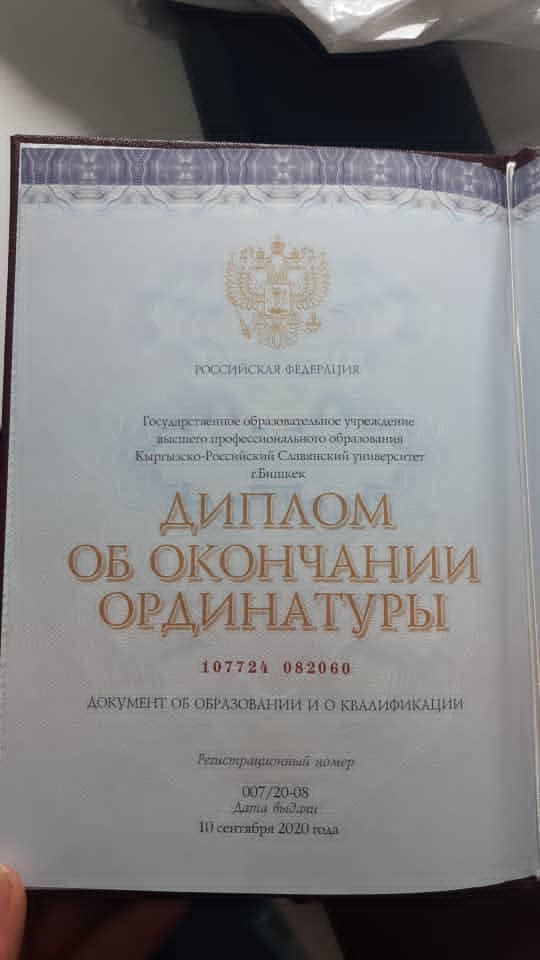 РОССИЙСКАЯ ФЕДЕРАЦИЯ
Государственное образовательное учреждение
высшего профессионального образования
Кыргызско-Российский Славянский университет
г.Бишкек
ДИПЛОМ
ОБ ОКОНЧАНИИ
ОРДИНАТУРЫ
107724 082060
ДОКУМЕНТ ОБ ОБРАЗОВАНИИ И О КВАЛИФИКАЦИИ
Регистрационный номер
007/20-08
Дата выдачи
10 сентября 2020 года